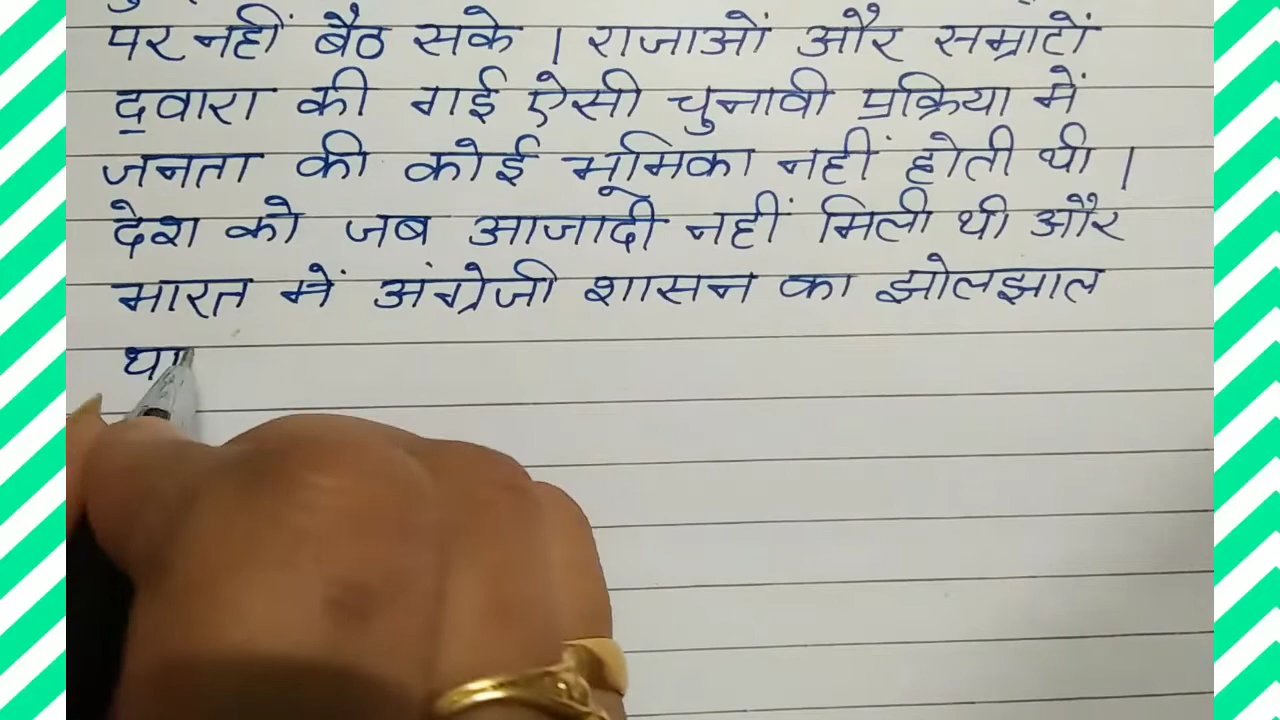 पर नहीं बैठ सके । राजाओं और सम्राटों
द्‌वारा की गई ऐसी चुनावी प्रक्रिया में
जनता की कोई भूमिका नहीं होती थी ।
देश को जब आजादी नहीं मिली थी और
भारत में अंग्रेजी शासन का झोलझाल
था